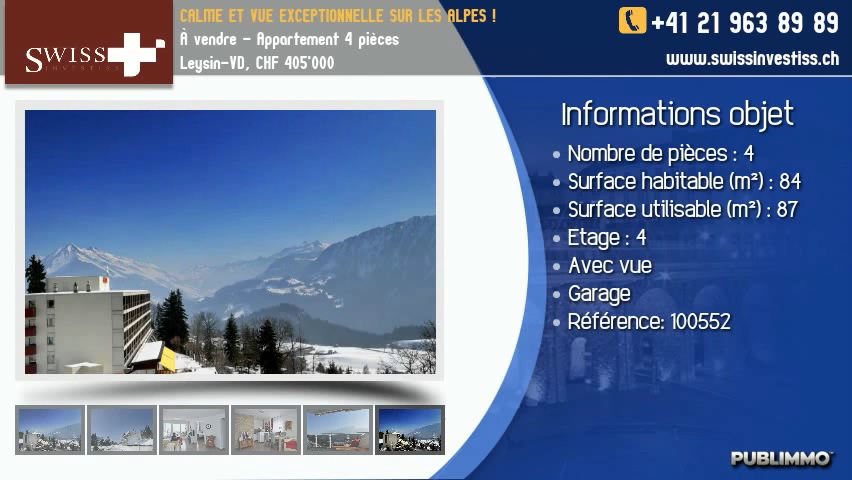 SWISS
INVESTISS
CALME ET VUE EXCEPTIONNELLE SUR LES ALPES !
À vendre - Appartement 4 pièces
Leysin-VD, CHF 405'000
+41 21 963 89 89
www.swissinvestiss.ch
Informations objet
• Nombre de pièces : 4
• Surface habitable (m²) : 84
• Surface utilisable (m²) : 87
• Etage : 4
• Avec vue
• Garage
• Référence: 100552
PUBLIMMO